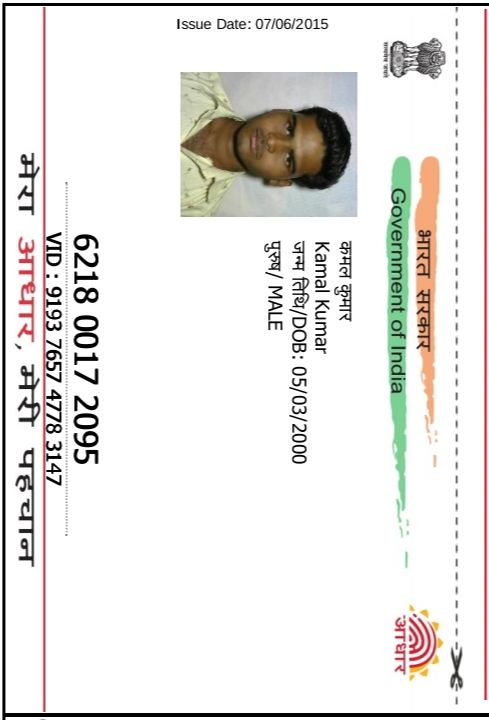 भारत सरकार
Government of India
सत्यमेव जयते
आधार
Issue Date: 07/06/2015
कमल कुमार
Kamal Kumar
जन्म तिथि/DOB: 05/03/2000
पुरुष/ MALE
6218 0017 2095
VID : 9193 7657 4778 3147
मेरा आधार, मेरी पहचान